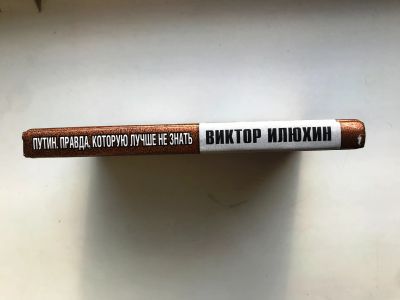 ПУТИН. ПРАВДА, КОТОРУЮ ЛУЧШЕ НЕ ЗНАТЬ
ВИКТОР ИЛЮХИН